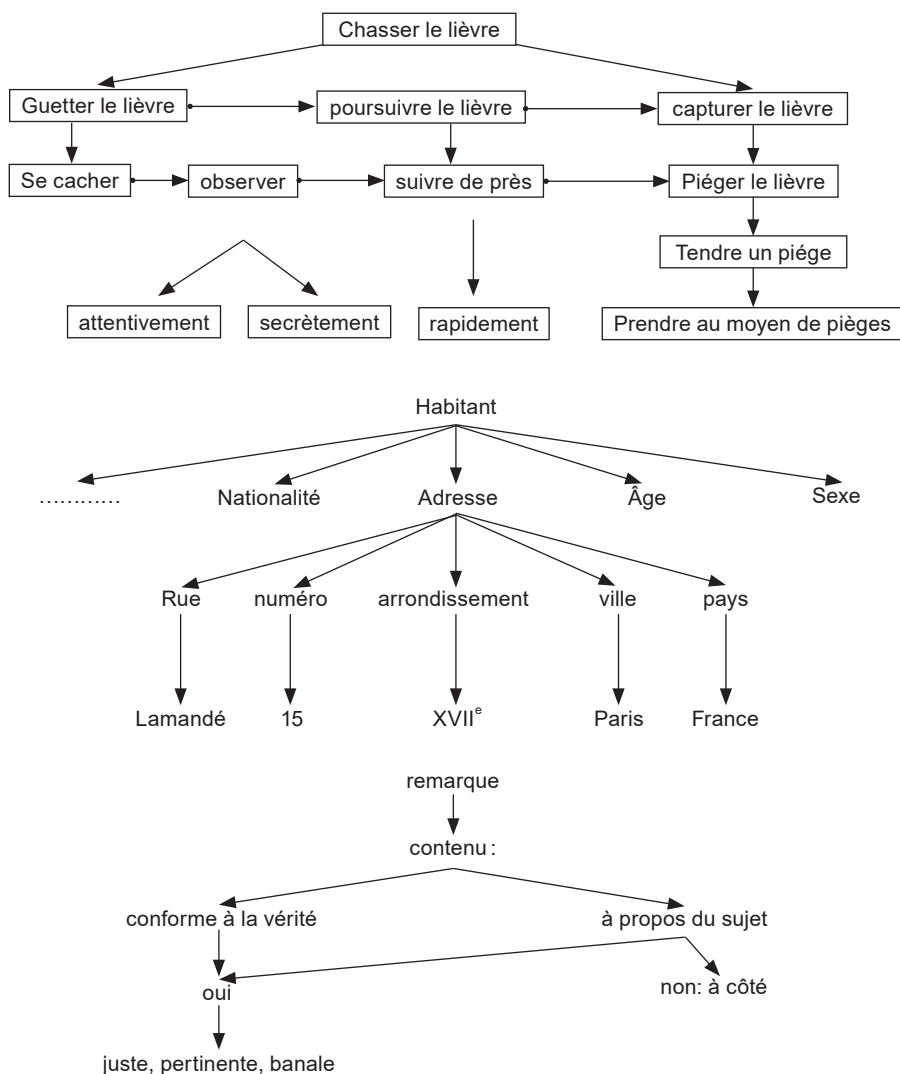 Chasser le lièvre
Guetter le lièvre poursuivre le lièvre capturer le lièvre
Se cacher observer suivre de près Piéger le lièvre
Tendre un piége
attentivement secrètement rapidement Prendre au moyen de pièges
Habitant
………… Nationalité Adresse Âge Sexe
Rue numéro arrondissement ville pays
Lamandé 15 XVIIe Paris France
remarque
contenu :
conforme à la vérité à propos du sujet
oui non: à côté
juste, pertinente, banale